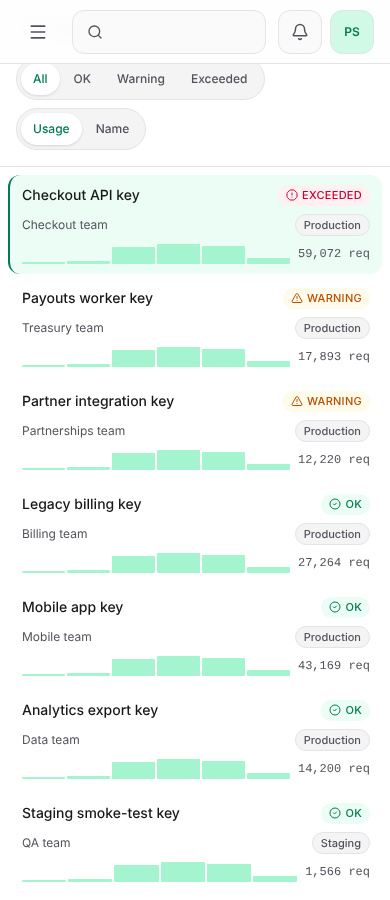 PS
All OK Warning Exceeded
Usage Name
Checkout API key EXCEEDED
Checkout team Production
59,072 req
Payouts worker key WARNING
Treasury team Production
17,893 req
Partner integration key WARNING
Partnerships team Production
12,220 req
Legacy billing key OK
Billing team Production
27,264 req
Mobile app key OK
Mobile team Production
43,169 req
Analytics export key OK
Data team Production
14,200 req
Staging smoke-test key OK
QA team Staging
1,566 req